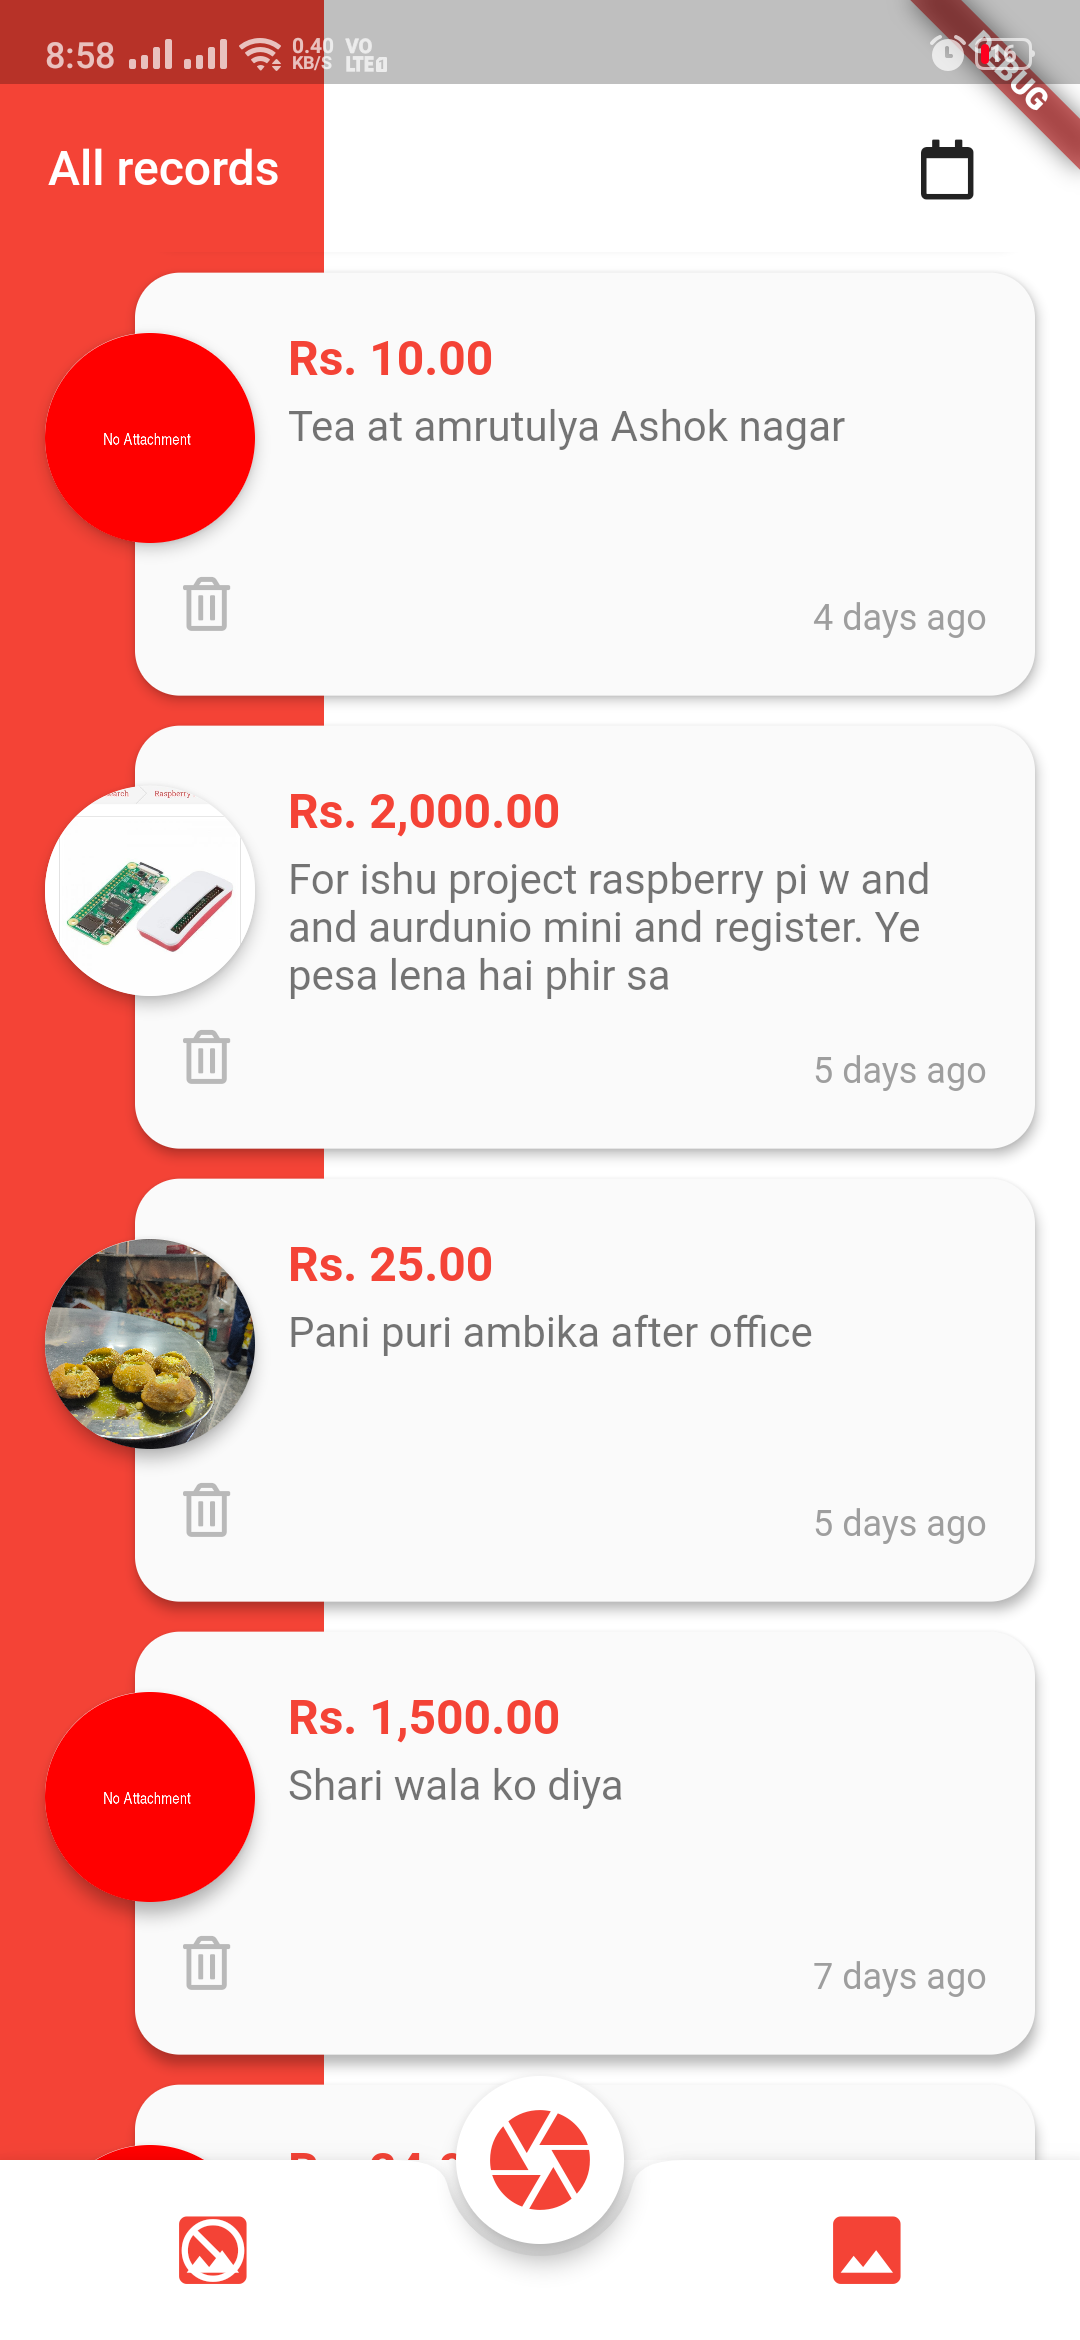 8:58
0.40
KB/S
VO
LTE 1
16
DEBUG
All records
Rs. 10.00
No Attachment
Tea at amrutulya Ashok nagar
4 days ago
Raspberry
Rs. 2,000.00
For ishu project raspberry pi w and
and aurdunio mini and register. Ye
pesa lena hai phir sa
5 days ago
Rs. 25.00
Pani puri ambika after office
5 days ago
Rs. 1,500.00
No Attachment
Shari wala ko diya
7 days ago